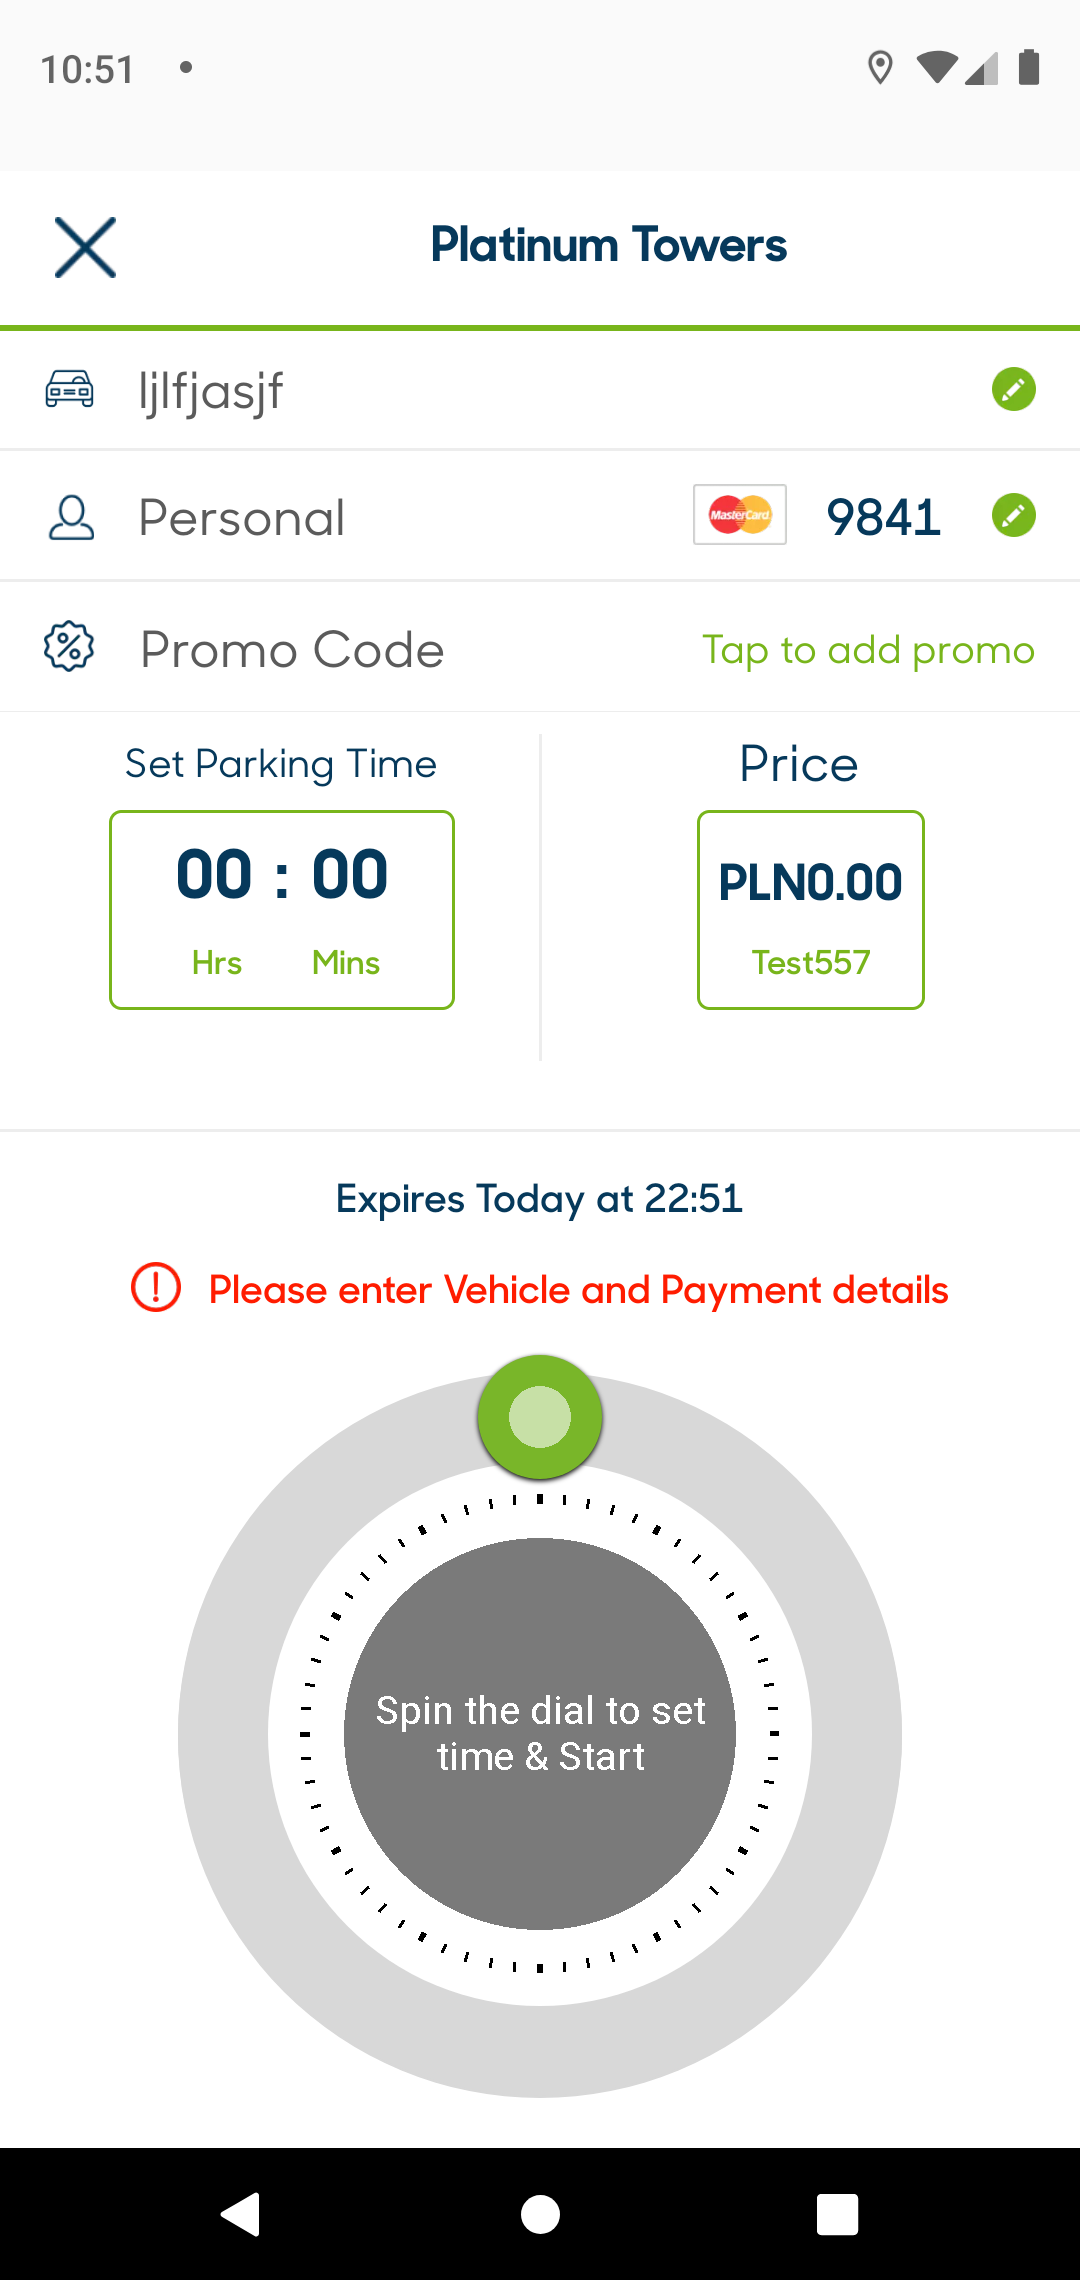 10:51
Platinum Towers
ljlfjasjf
Personal
MasterCard
9841
Promo Code
Tap to add promo
Set Parking Time
Price
00 : 00
PLN0.00
Hrs
Mins
Test557
Expires Today at 22:51
Please enter Vehicle and Payment details
Spin the dial to set
time & Start